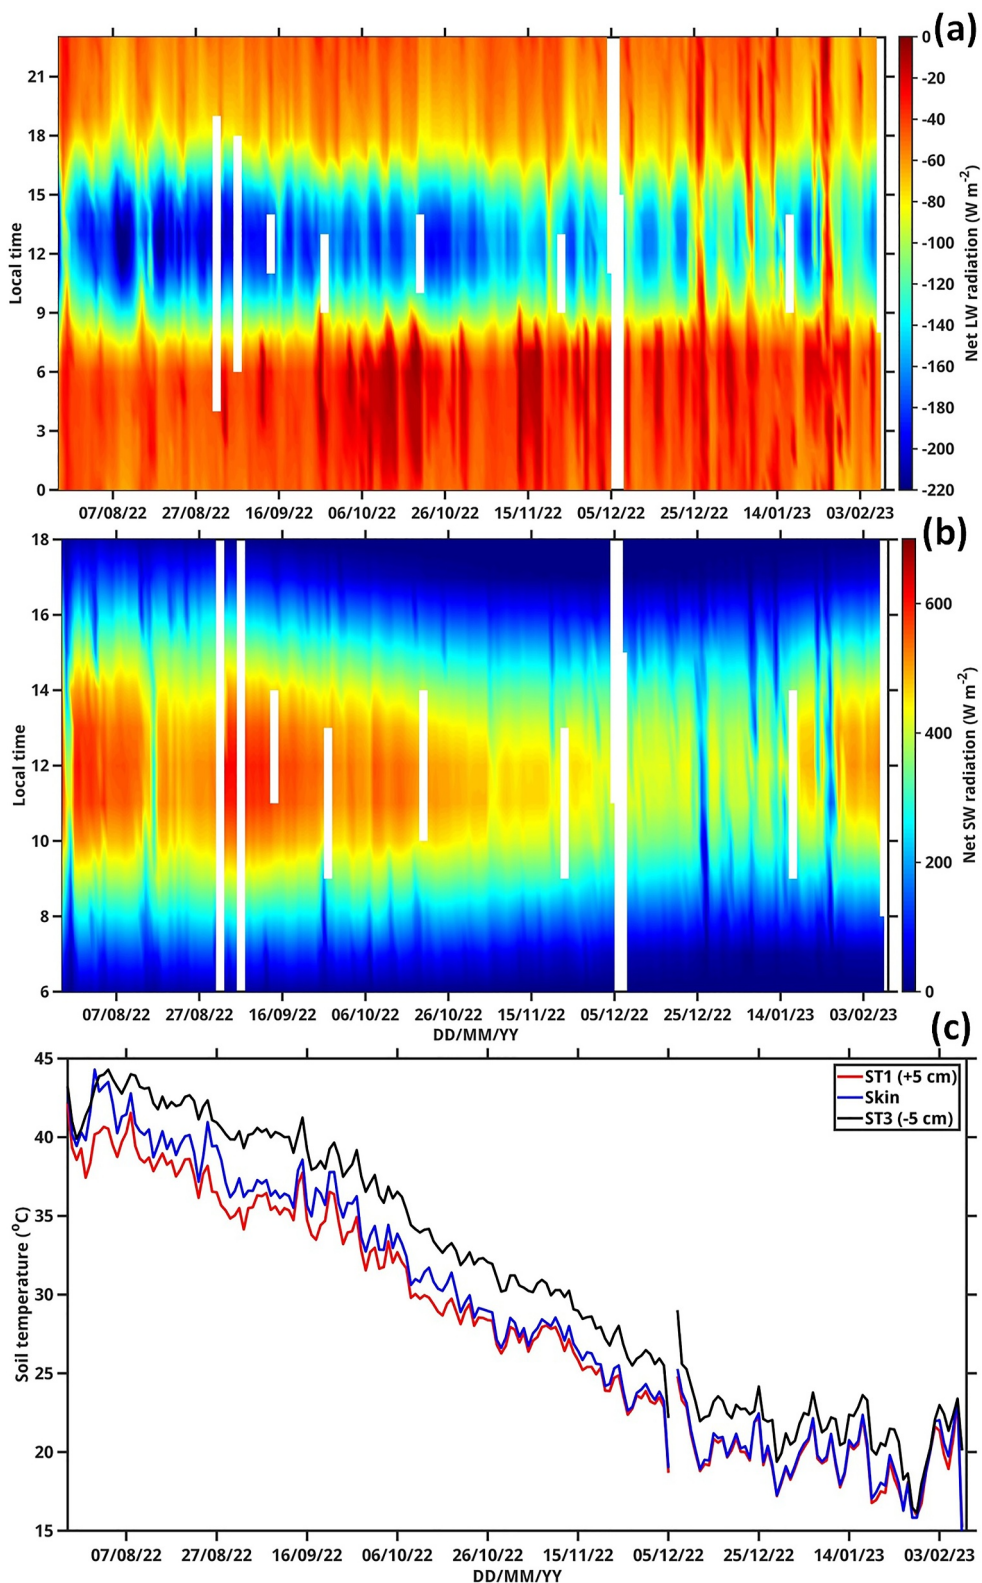 (a)
21
18
15
12
9
6
3
0
Local time
07/08/22 27/08/22 16/09/22 06/10/22 26/10/22 15/11/22 05/12/22 25/12/22 14/01/23 03/02/23
0
-20
-40
-60
-80
-100
-120
-140
-160
-180
-200
-220
Net LW radiation (W m-2)
(b)
18
16
14
12
10
8
6
Local time
07/08/22 27/08/22 16/09/22 06/10/22 26/10/22 15/11/22 05/12/22 25/12/22 14/01/23 03/02/23
DD/MM/YY
600
400
200
0
Net SW radiation (W m-2)
(c)
45
40
35
30
25
20
15
Soil temperature (oC)
ST1 (+5 cm)
Skin
ST3 (-5 cm)
07/08/22 27/08/22 16/09/22 06/10/22 26/10/22 15/11/22 05/12/22 25/12/22 14/01/23 03/02/23
DD/MM/YY